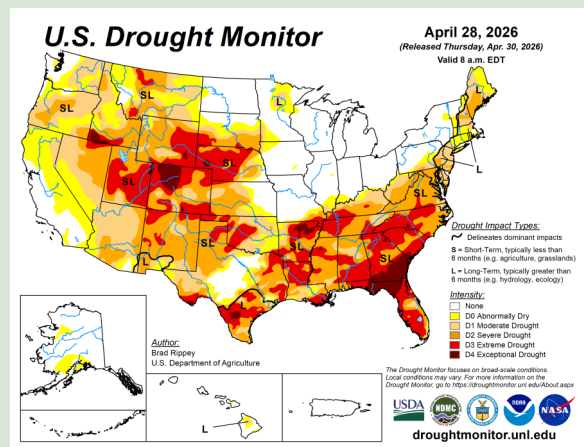 U.S. Drought Monitor
April 28, 2026
(Released Thursday, Apr. 30, 2026)
Valid 8 a.m. EDT
L
SL
SL
L
L
SL
SL
SL
SL
SL
L
L
Drought Impact Types:
Delineates dominant impacts
S = Short-Term, typically less than
6 months (e.g. agriculture, grasslands)
L = Long-Term, typically greater than
6 months (e.g. hydrology, ecology)
Intensity:
None
D0 Abnormally Dry
D1 Moderate Drought
D2 Severe Drought
D3 Extreme Drought
D4 Exceptional Drought
Author:
Brad Rippey
U.S. Department of Agriculture
L
The Drought Monitor focuses on broad-scale conditions.
Local conditions may vary. For more information on the
Drought Monitor, go to https://droughtmonitor.unl.edu/About.aspx
USDA
NDMC
NOAA
NASA
droughtmonitor.unl.edu